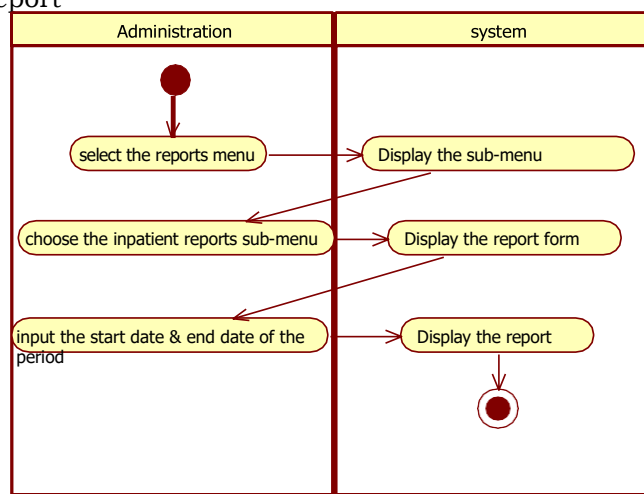 eport
Administration
system
select the reports menu
Display the sub-menu
choose the inpatient reports sub-menu
Display the report form
input the start date & end date of the
period
Display the report